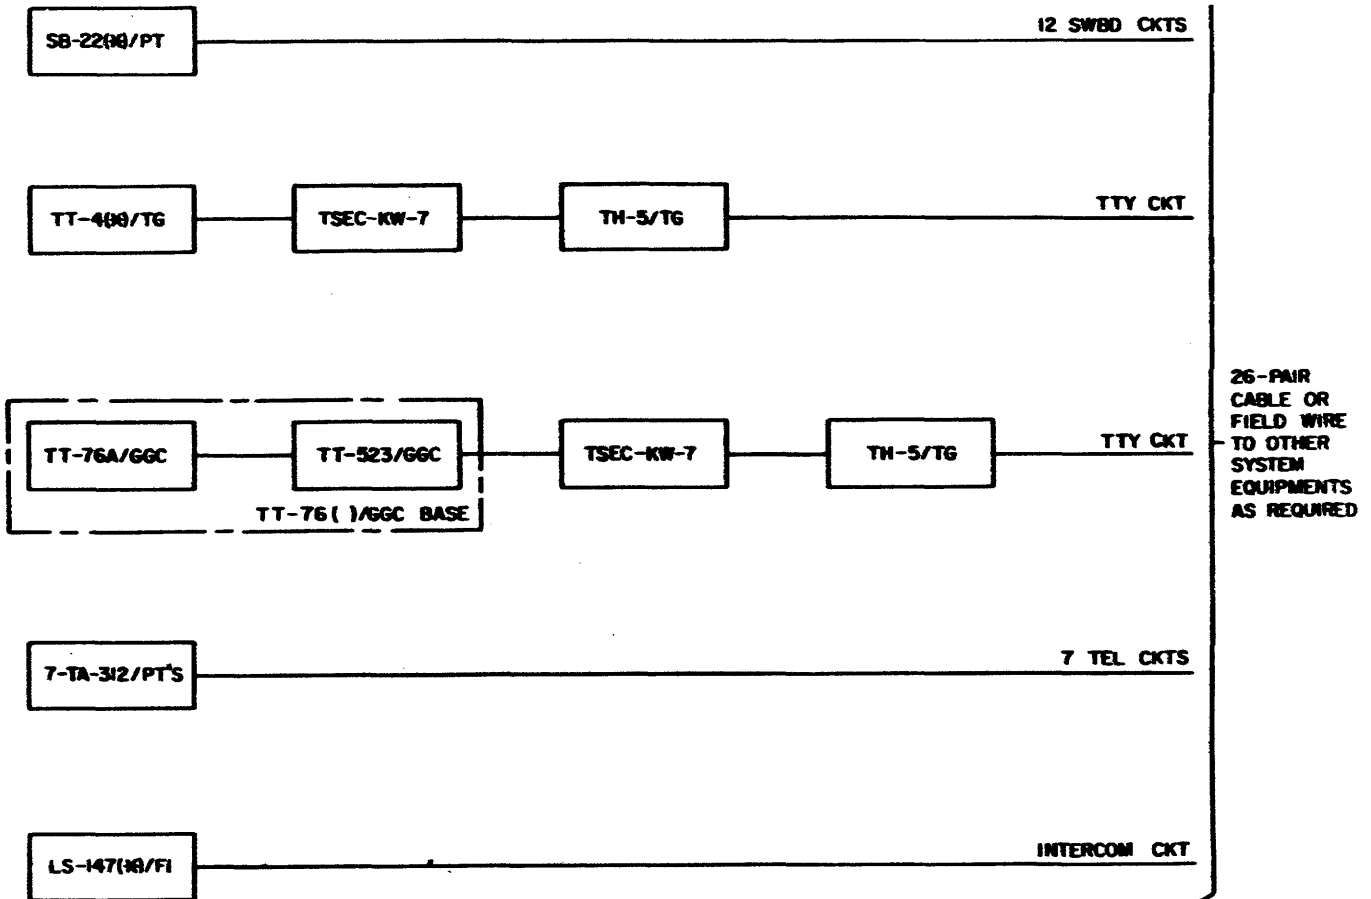 SB-22(*)/PT
12 SWBD CKTS
TT-4(*)/TG
TSEC-KW-7
TH-5/TG
TTY CKT
TT-76A/GGC
TT-523/GGC
TSEC-KW-7
TH-5/TG
TTY CKT
TT-76( )/GGC BASE
26-PAIR
CABLE OR
FIELD WIRE
TO OTHER
SYSTEM
EQUIPMENTS
AS REQUIRED
7-TA-312/PT'S
7 TEL CKTS
LS-147(*)/FI
INTERCOM CKT